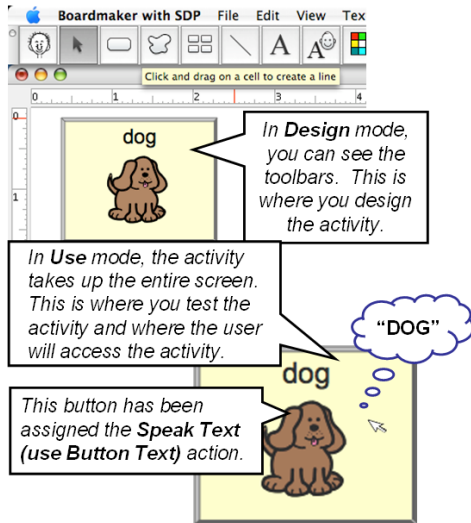 Boardmaker with SDP File Edit View Tex
A A
Click and drag on a cell to create a line
0 1 2 3 4
0
1
dog
In Design mode,
you can see the
toolbars. This is
where you design
the activity.
In Use mode, the activity
takes up the entire screen.
This is where you test the
activity and where the user
will access the activity.
"DOG"
dog
This button has been
assigned the Speak Text
(use Button Text) action.